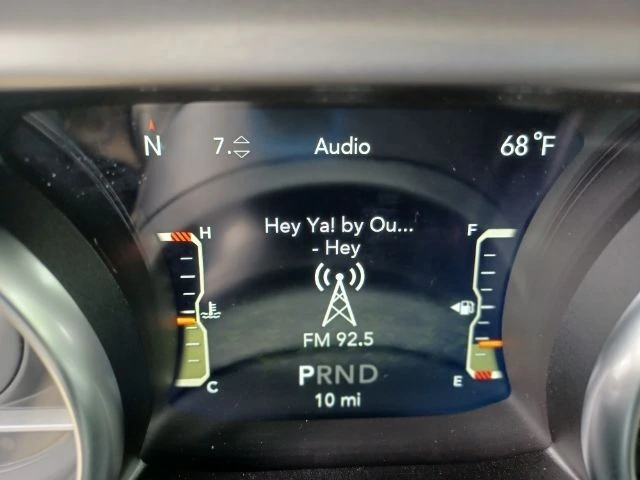 N 7. Audio 68°F
Hey Ya! by Ou...
- Hey
H
F
FM 92.5
C
E
PRND
10 mi